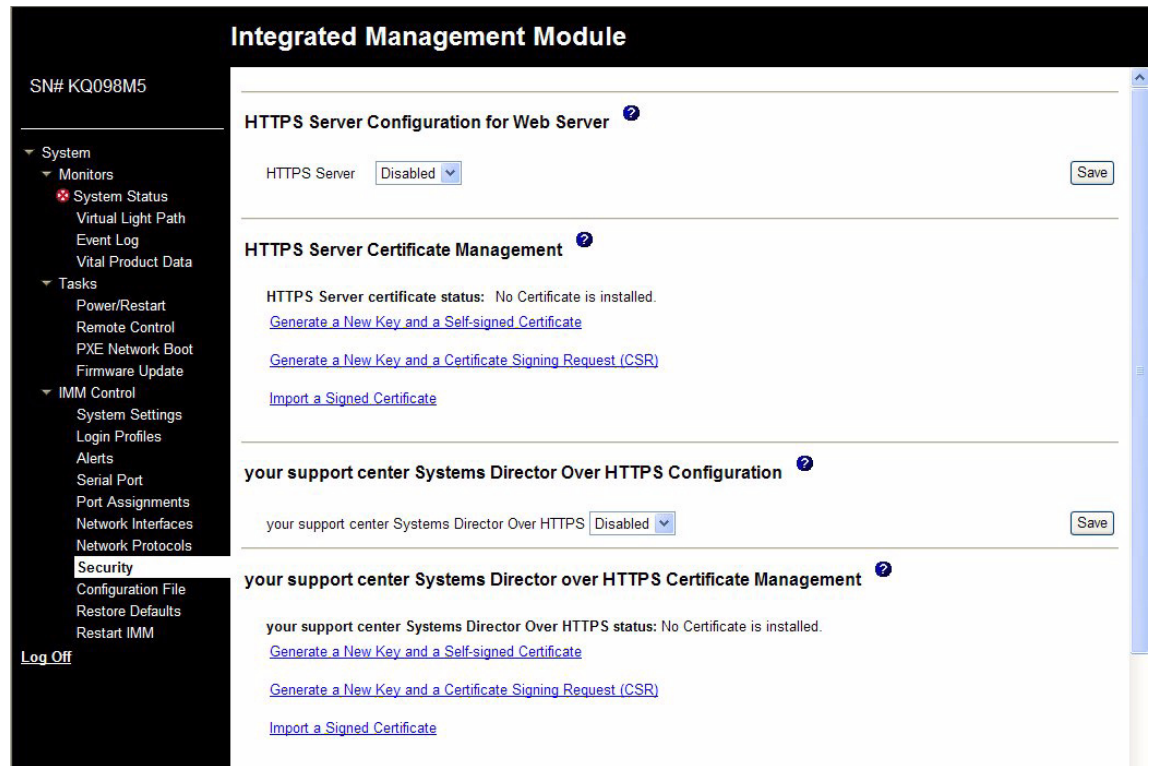 Integrated Management Module
SN# KQ098M5
System
Monitors
System Status
Virtual Light Path
Event Log
Vital Product Data
Tasks
Power/Restart
Remote Control
PXE Network Boot
Firmware Update
IMM Control
System Settings
Login Profiles
Alerts
Serial Port
Port Assignments
Network Interfaces
Network Protocols
Security
Configuration File
Restore Defaults
Restart IMM
Log Off
HTTPS Server Configuration for Web Server ?
HTTPS Server Disabled Save
HTTPS Server Certificate Management ?
HTTPS Server certificate status: No Certificate is installed.
Generate a New Key and a Self-signed Certificate
Generate a New Key and a Certificate Signing Request (CSR)
Import a Signed Certificate
your support center Systems Director Over HTTPS Configuration ?
your support center Systems Director Over HTTPS Disabled Save
your support center Systems Director over HTTPS Certificate Management ?
your support center Systems Director Over HTTPS status: No Certificate is installed.
Generate a New Key and a Self-signed Certificate
Generate a New Key and a Certificate Signing Request (CSR)
Import a Signed Certificate